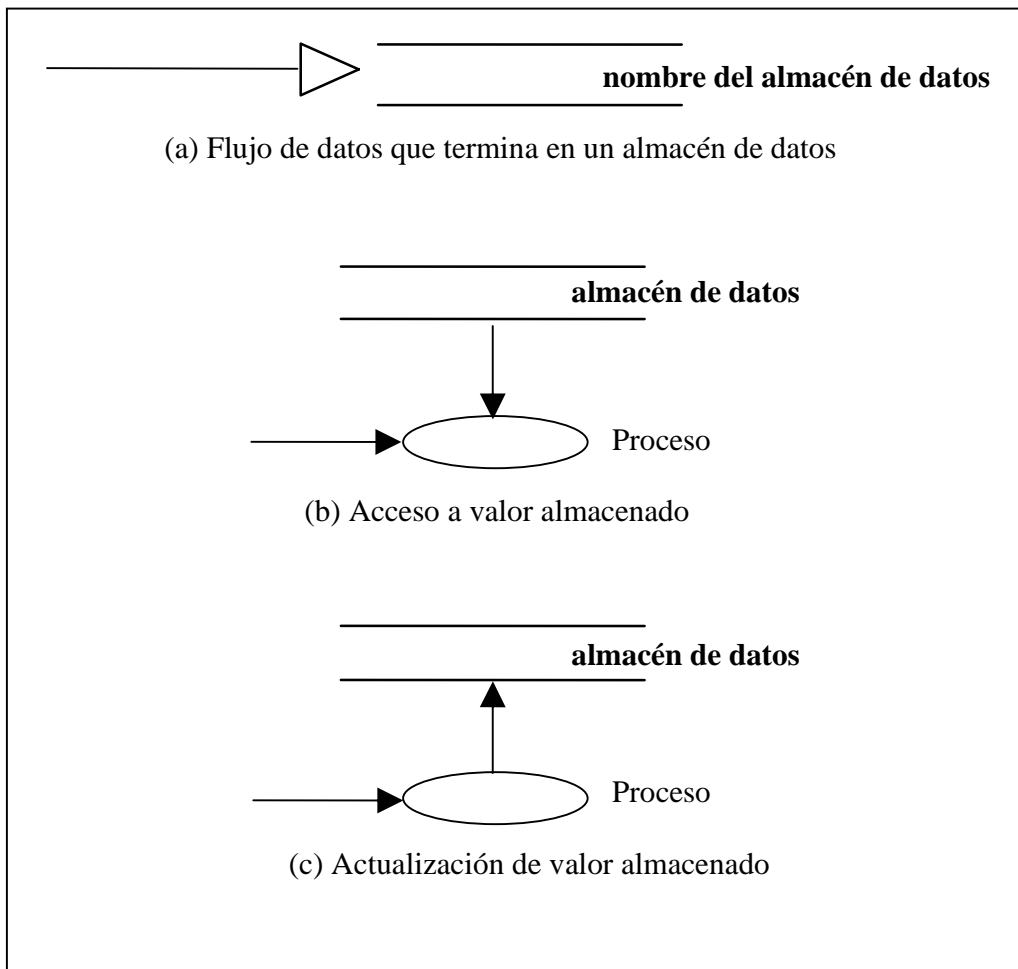 nombre del almacén de datos
(a) Flujo de datos que termina en un almacén de datos
almacén de datos
Proceso
(b) Acceso a valor almacenado
almacén de datos
Proceso
(c) Actualización de valor almacenado